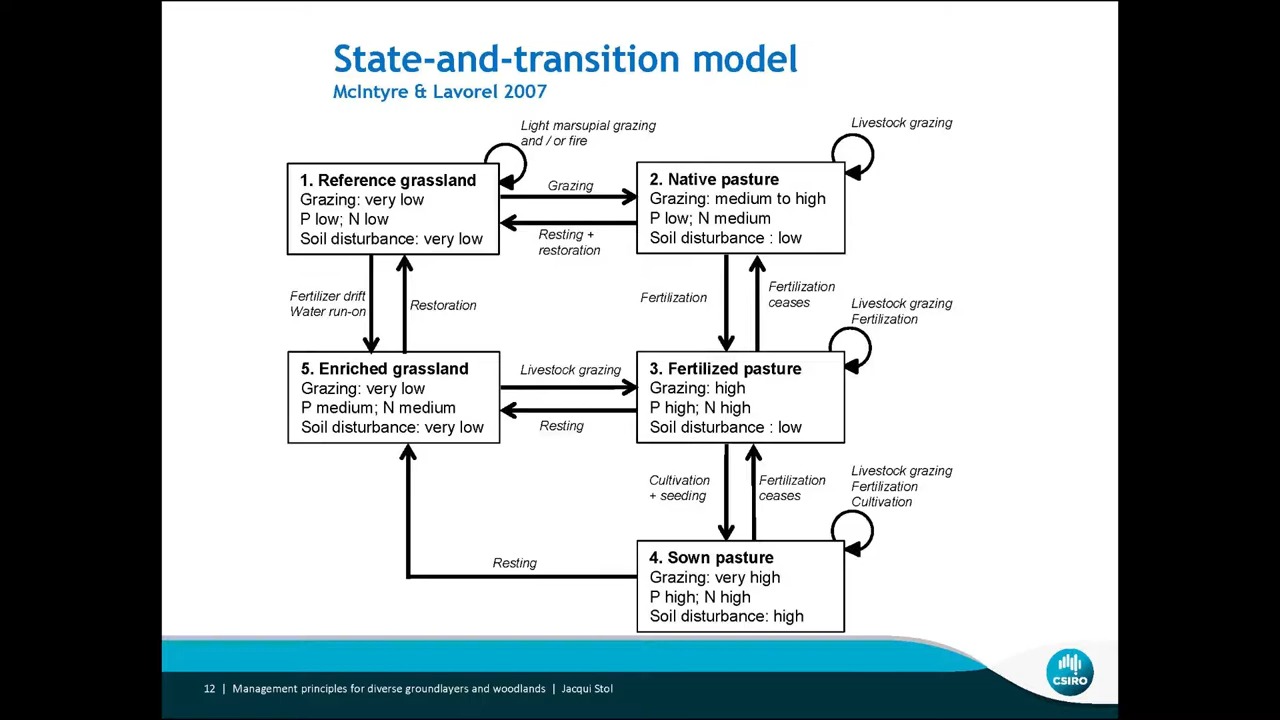 State-and-transition model
McIntyre & Lavorel 2007
Light marsupial grazing
and / or fire
Livestock grazing
1. Reference grassland
Grazing: very low
P low; N low
Soil disturbance: very low
Grazing
Resting +
restoration
2. Native pasture
Grazing: medium to high
P low; N medium
Soil disturbance : low
Fertilizer drift
Water run-on
Restoration
Fertilization
Fertilization
ceases
Livestock grazing
Fertilization
5. Enriched grassland
Grazing: very low
P medium; N medium
Soil disturbance: very low
Livestock grazing
Resting
3. Fertilized pasture
Grazing: high
P high; N high
Soil disturbance : low
Cultivation
+ seeding
Fertilization
ceases
Livestock grazing
Fertilization
Cultivation
Resting
4. Sown pasture
Grazing: very high
P high; N high
Soil disturbance: high
12 | Management principles for diverse groundlayers and woodlands | Jacqui Stol
CSIRO